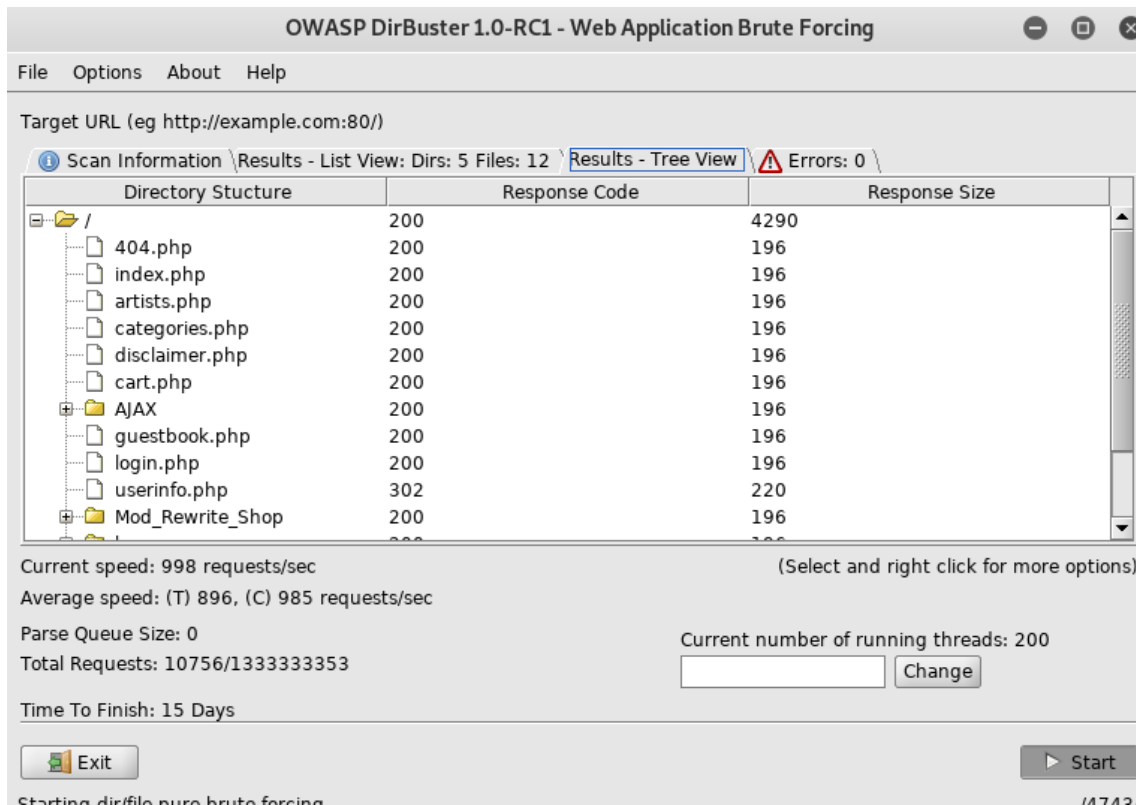 OWASP DirBuster 1.0-RC1 - Web Application Brute Forcing
File Options About Help
Target URL (eg http://example.com:80/)
Scan Information Results - List View: Dirs: 5 Files: 12 Results - Tree View Errors: 0
Directory Stucture Response Code Response Size
/ 200 4290
404.php 200 196
index.php 200 196
artists.php 200 196
categories.php 200 196
disclaimer.php 200 196
cart.php 200 196
AJAX 200 196
guestbook.php 200 196
login.php 200 196
userinfo.php 302 220
Mod_Rewrite_Shop 200 196
Current speed: 998 requests/sec (Select and right click for more options)
Average speed: (T) 896, (C) 985 requests/sec
Parse Queue Size: 0
Current number of running threads: 200
Total Requests: 10756/1333333353
Change
Time To Finish: 15 Days
Exit Start
Starting dir/file pure brute forcing /4743